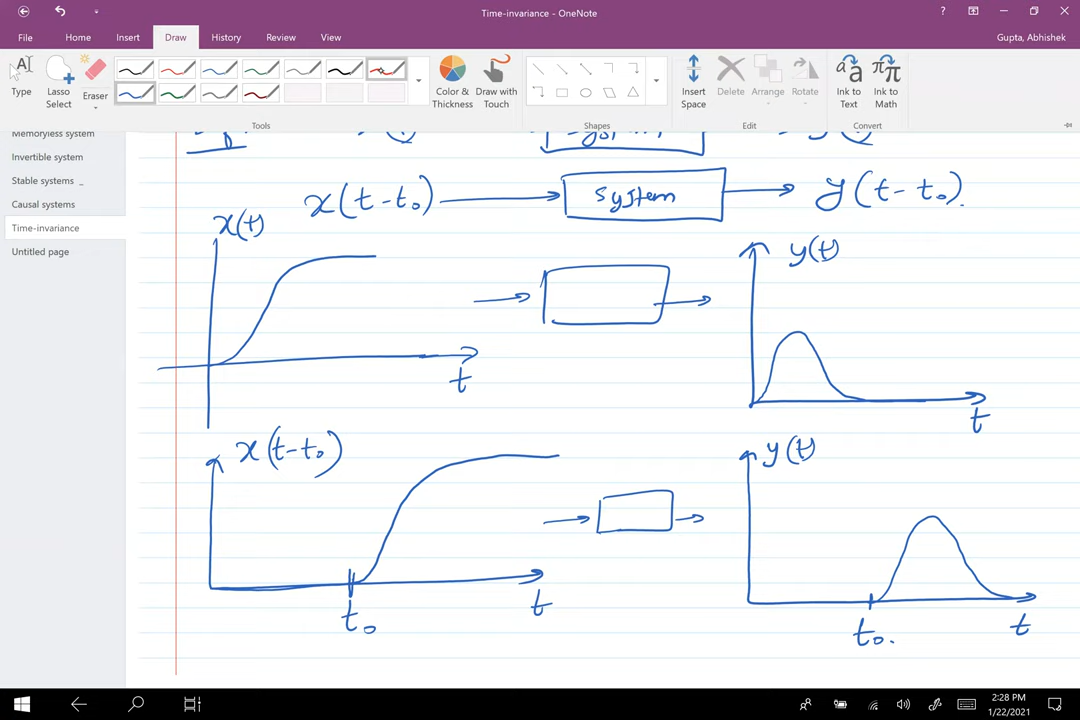 Time-invariance - OneNote
File Home Insert Draw History Review View Gupta, Abhishek
Type Lasso Select Eraser Color & Thickness Draw with Touch Insert Space Delete Arrange Rotate Ink to Text Ink to Math
Tools Shapes Edit Convert
Memoryless system
Invertible system
Stable systems
Causal systems
Time-invariance
Untitled page
x(t-t₀) System y(t-t₀).
x(t) y(t)
t t
x(t-t₀) y(t)
t₀ t t₀. t
2:28 PM
1/22/2021